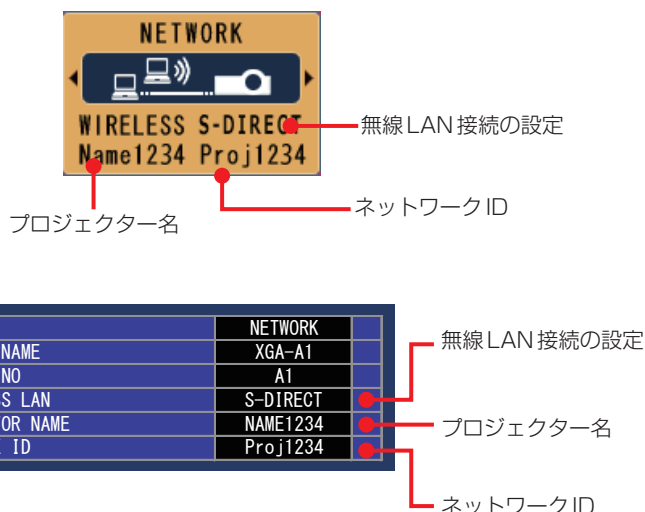 NETWORK
WIRELESS S-DIRECT
Name1234 Proj1234
無線LAN接続の設定
ネットワークID
プロジェクター名
NETWORK
NAME XGA-A1
NO A1
S LAN S-DIRECT
OR NAME NAME1234
ID Proj1234
無線LAN接続の設定
プロジェクター名
ネットワークID